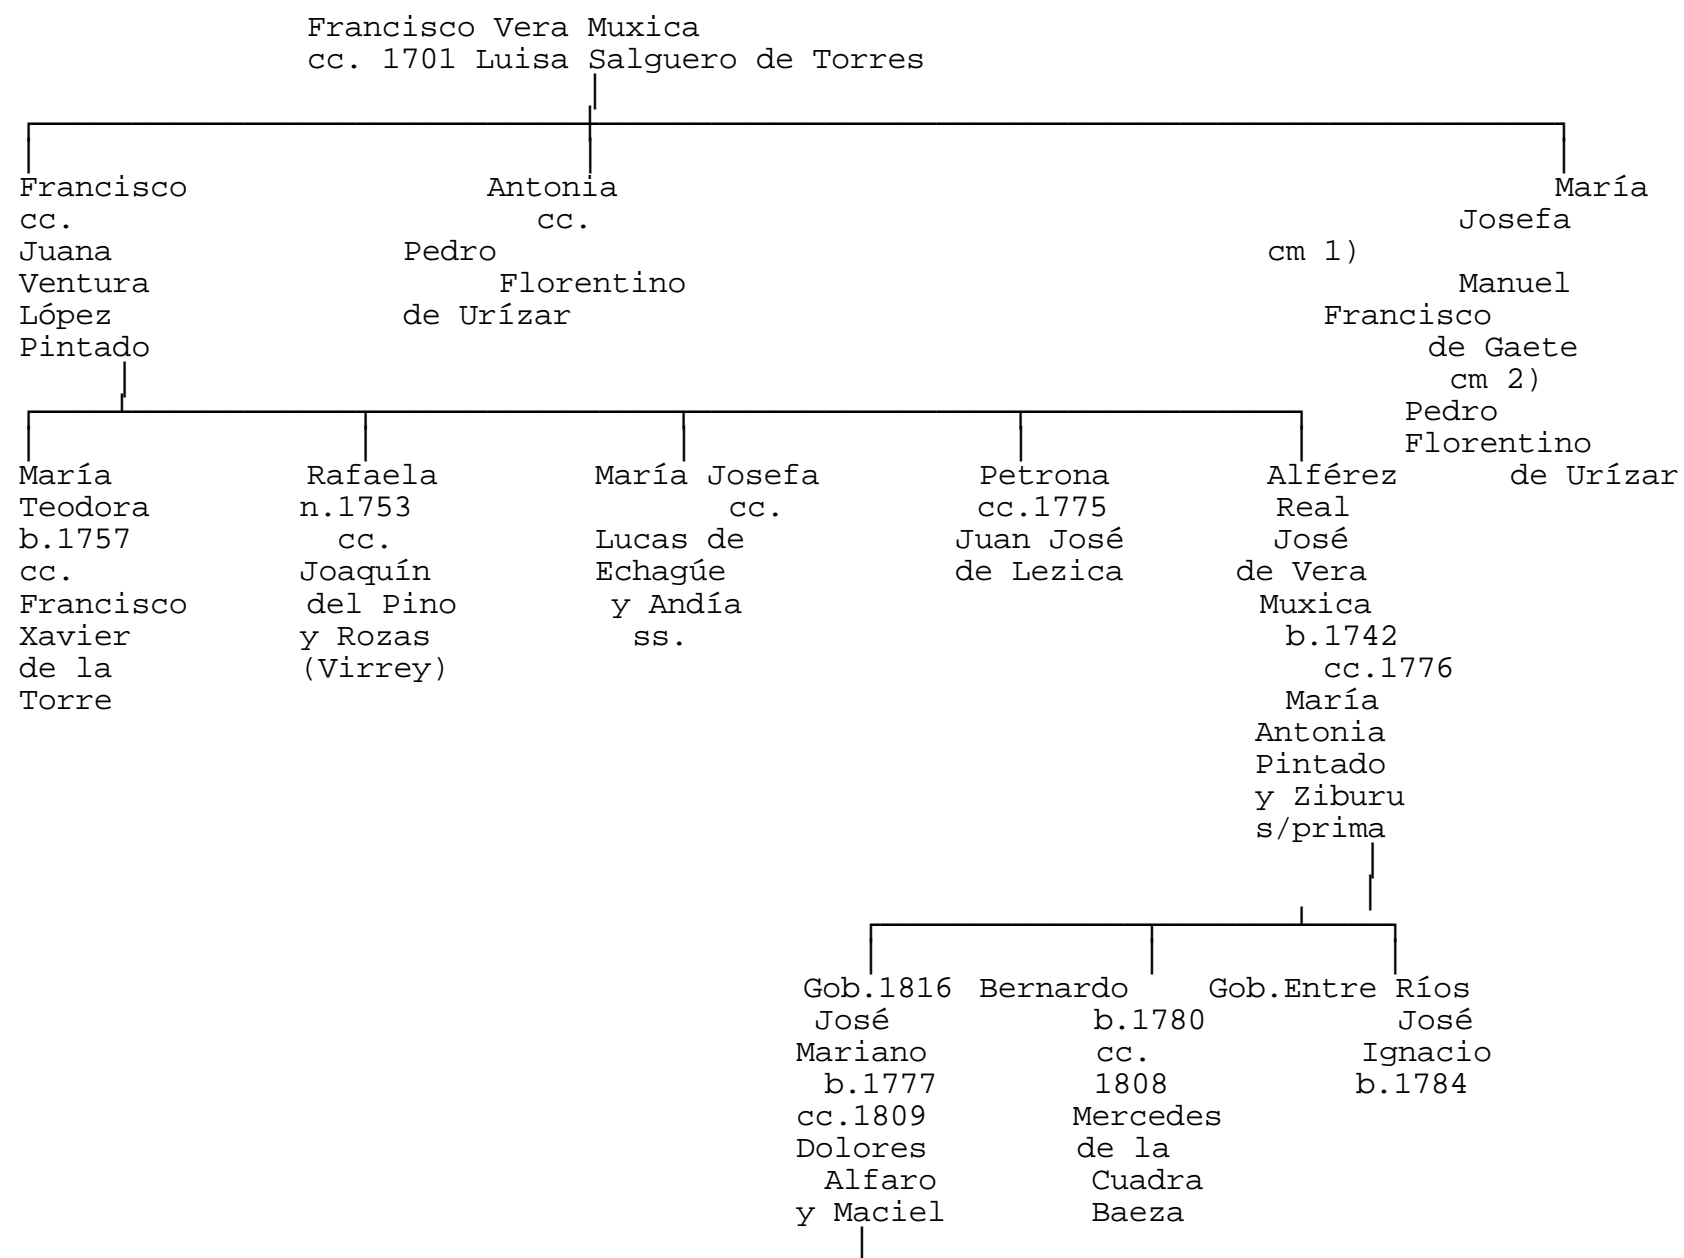 Francisco Vera Muxica
cc. 1701 Luisa Salguero de Torres
Francisco
cc.
Juana
Ventura
López
Pintado
Antonia
cc.
Pedro
Florentino
de Urízar
María
Josefa
cm 1)
Manuel
Francisco
de Gaete
cm 2)
Pedro
Florentino
de Urízar
María
Teodora
b.1757
cc.
Francisco
Xavier
de la
Torre
Rafaela
n.1753
cc.
Joaquín
del Pino
y Rozas
(Virrey)
María Josefa
cc.
Lucas de
Echagúe
y Andía
ss.
Petrona
cc.1775
Juan José
de Lezica
Alférez
Real
José
de Vera
Muxica
b.1742
cc.1776
María
Antonia
Pintado
y Ziburu
s/prima
Gob.1816
José
Mariano
b.1777
cc.1809
Dolores
Alfaro
y Maciel
Bernardo
b.1780
cc.
1808
Mercedes
de la
Cuadra
Baeza
Gob.Entre Ríos
José
Ignacio
b.1784